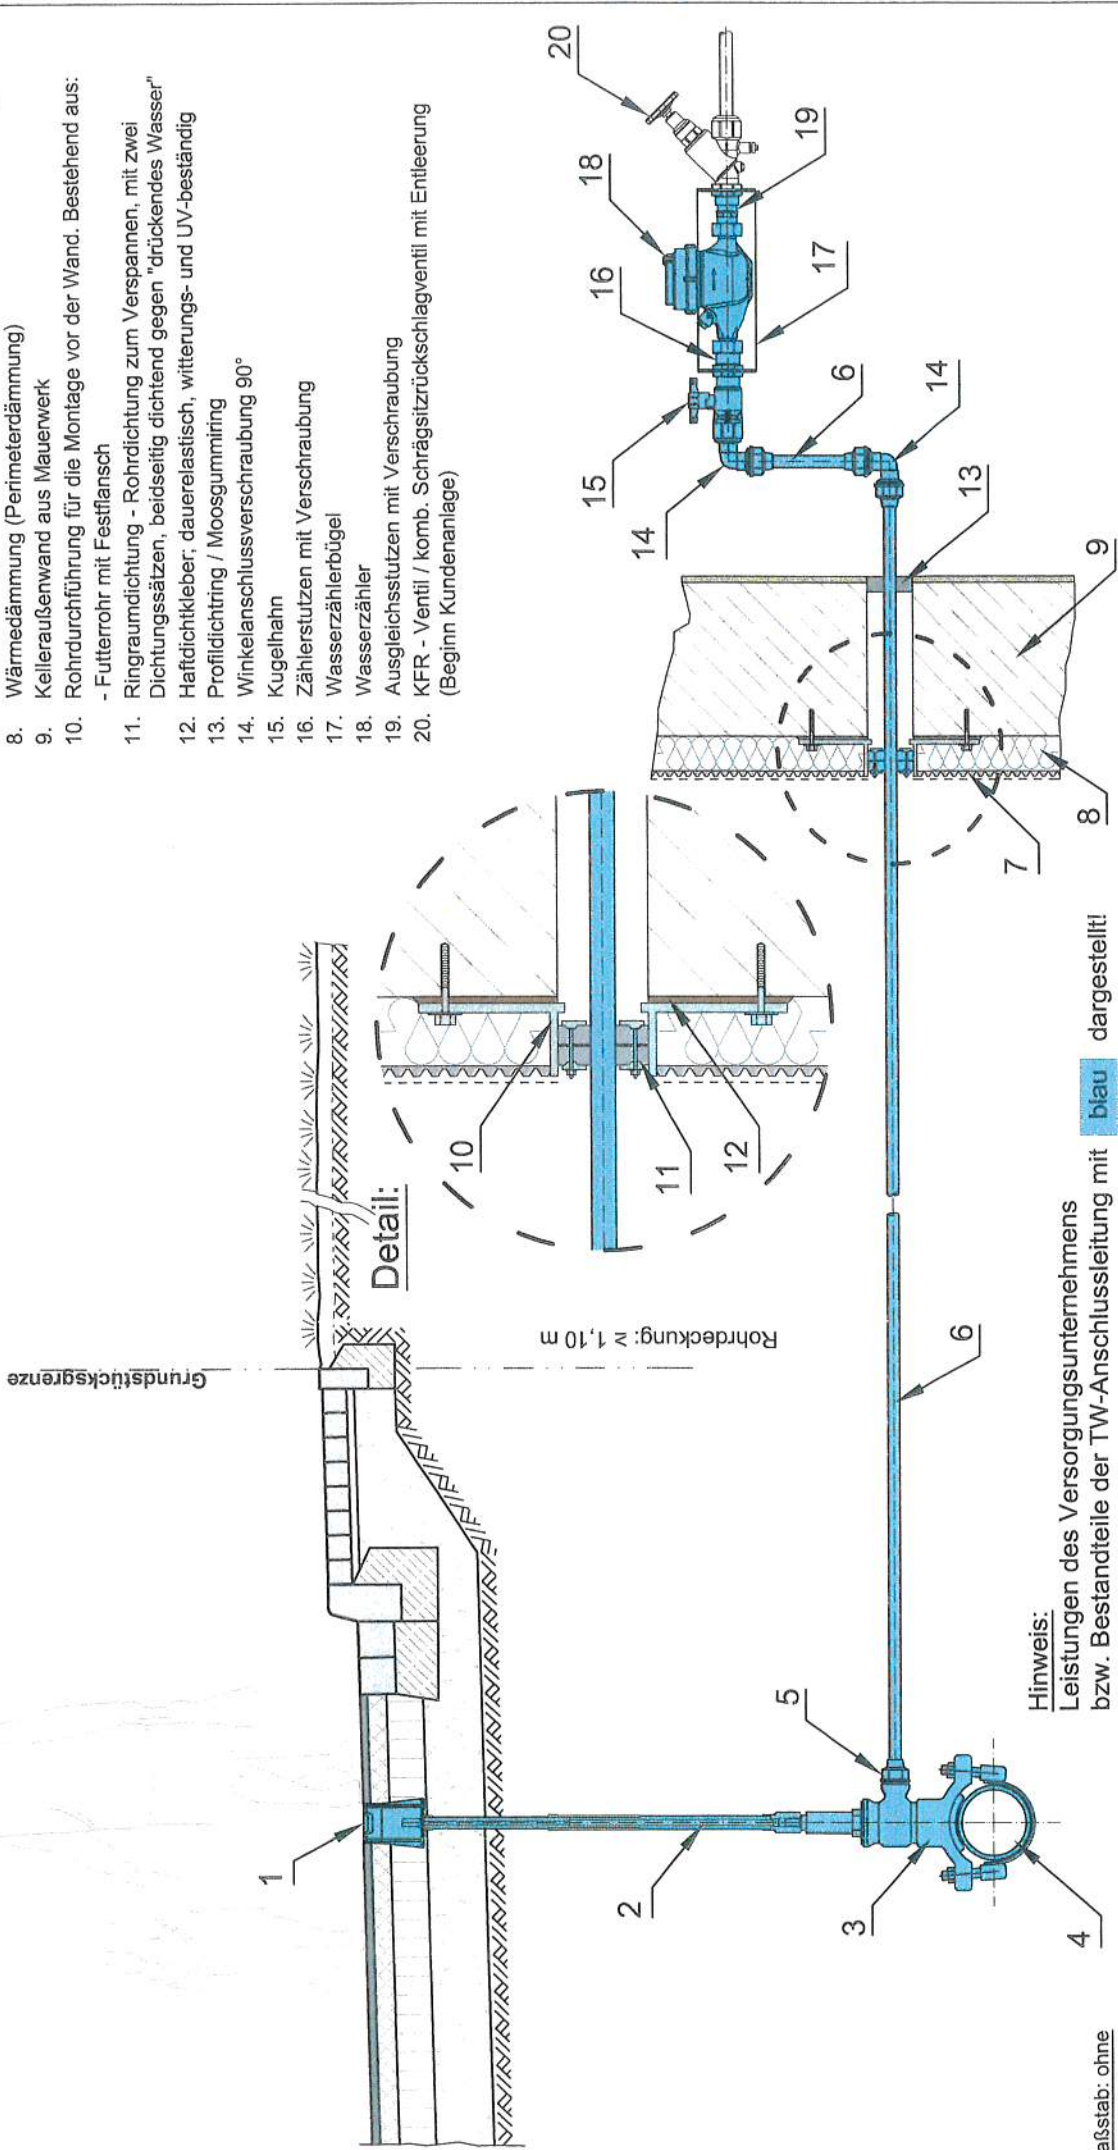 8. Wärmedämmung (Perimeterdämmung)
9. Kelleraußenwand aus Mauerwerk
10. Rohrdurchführung für die Montage vor der Wand. Bestehend aus:
- Futterrohr mit Festflansch
11. Ringraumdichtung - Rohrdichtung zum Verspannen, mit zwei
Dichtungssätzen, beidseitig dichtend gegen "drückendes Wasser"
12. Haftdichtkleber; dauerelastisch, witterungs- und UV-beständig
13. Profildichtring / Moosgummiring
14. Winkelanschlussverschraubung 90°
15. Kugelhahn
16. Zählerstutzen mit Verschraubung
17. Wasserzählerbügel
18. Wasserzähler
19. Ausgleichsstutzen mit Verschraubung
20. KFR - Ventil / komb. Schrägsitzrückschlagventil mit Entleerung
(Beginn Kundenanlage)
Grundstücksgrenze
1
Detail:
10
11
12
Rohrdeckung: ≥ 1,10 m
20
18
19
16
17
15
14
6
14
13
9
8
7
6
5
2
3
4
Hinweis:
Leistungen des Versorgungsunternehmens
bzw. Bestandteile der TW-Anschlussleitung mit blau dargestellt!
aßstab: ohne